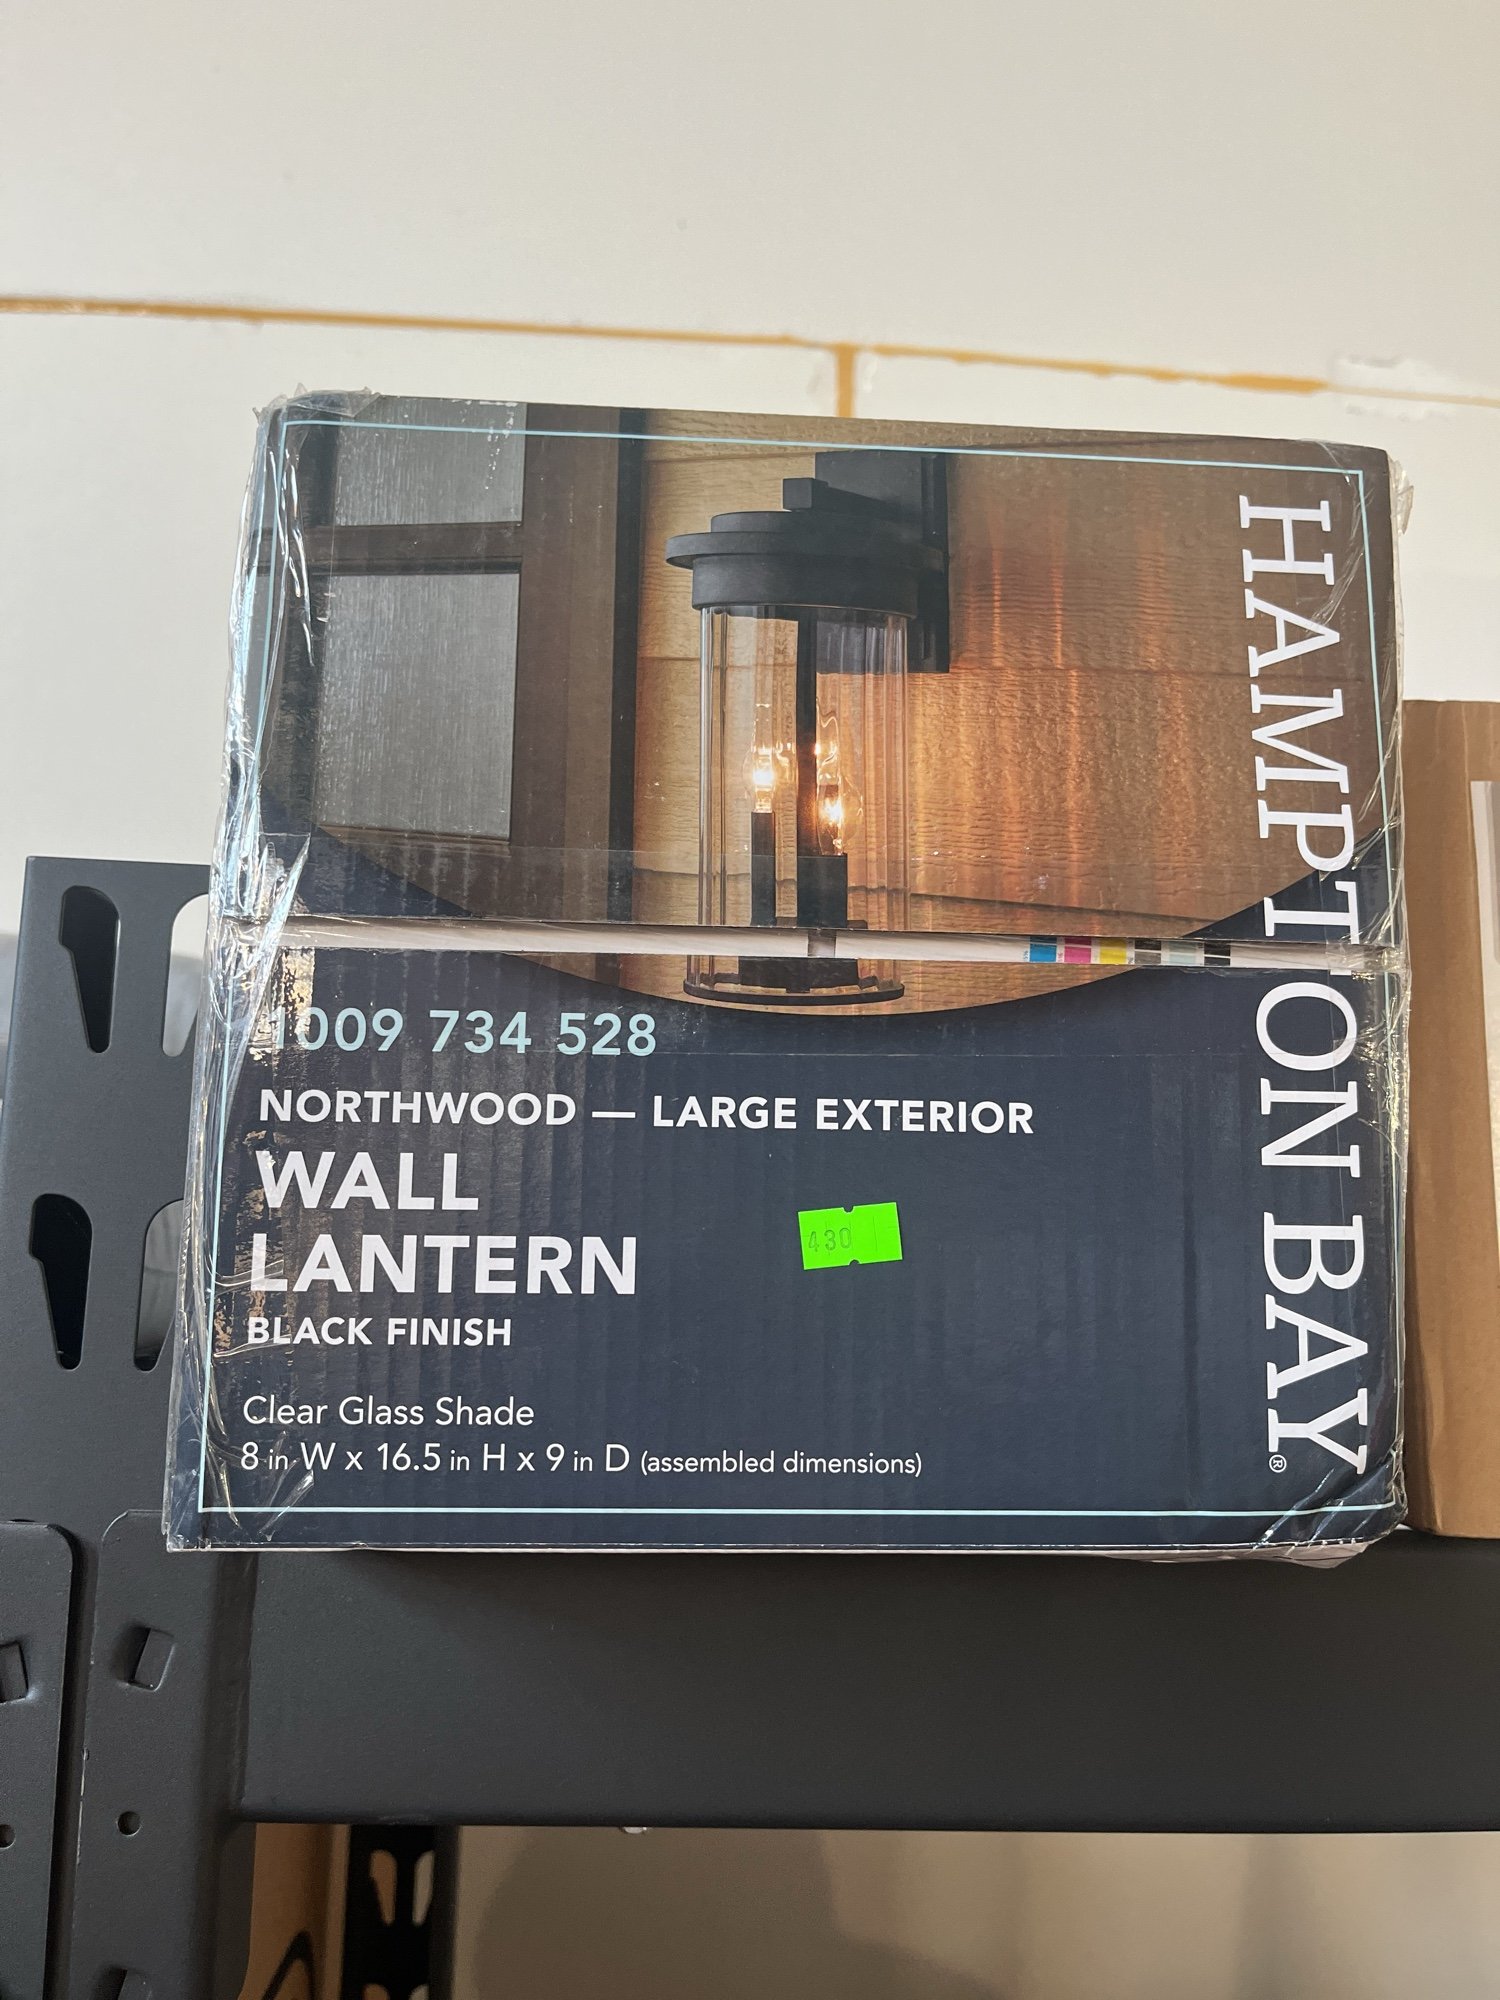 HAMPTON BAY®
1009 734 528
NORTHWOOD — LARGE EXTERIOR
WALL
LANTERN
BLACK FINISH
430
Clear Glass Shade
8 in W x 16.5 in H x 9 in D (assembled dimensions)